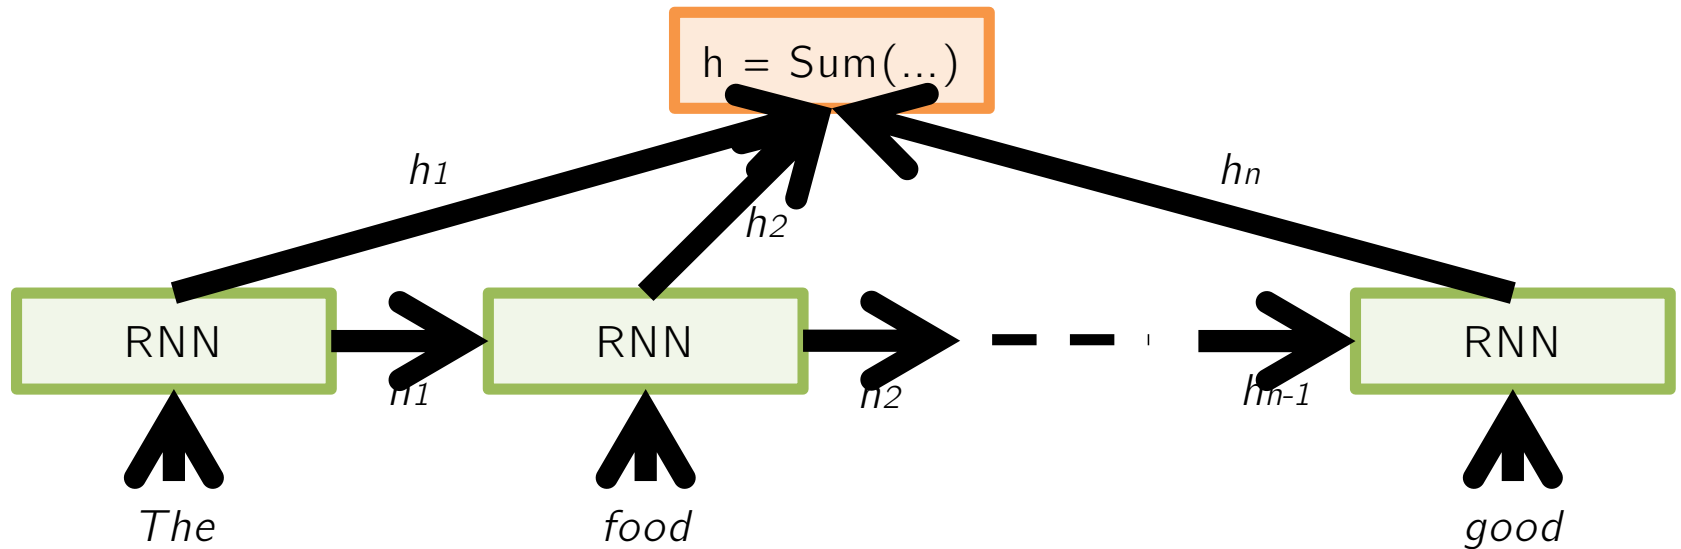 h = Sum(...)
h1
hn
h2
RNN
RNN
RNN
h1
h2
hn-1
The
food
good